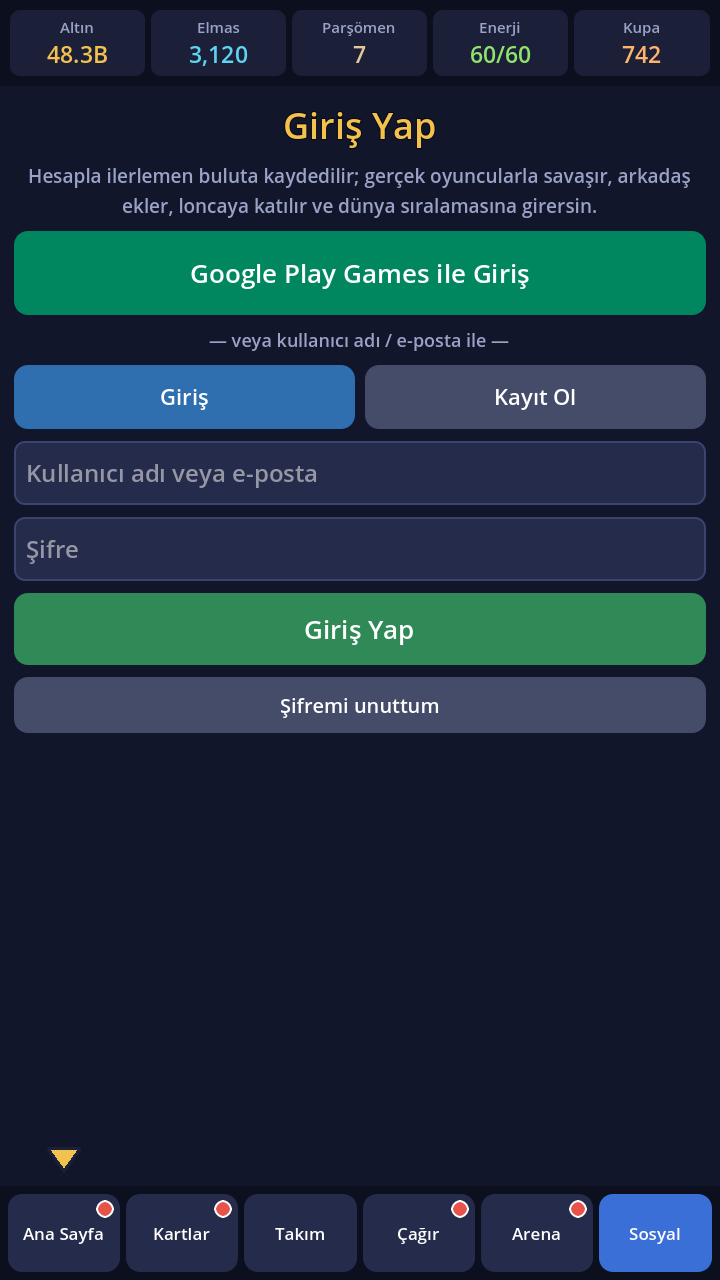 Altın
48.3B
Elmas
3,120
Parşömen
7
Enerji
60/60
Kupa
742
Giriş Yap
Hesapla ilerlemen buluta kaydedilir; gerçek oyuncularla savaşır, arkadaş
ekler, loncaya katılır ve dünya sıralamasına girersin.
Google Play Games ile Giriş
— veya kullanıcı adı / e-posta ile —
Giriş
Kayıt Ol
Kullanıcı adı veya e-posta
Şifre
Giriş Yap
Şifremi unuttum
Ana Sayfa
Kartlar
Takım
Çağır
Arena
Sosyal